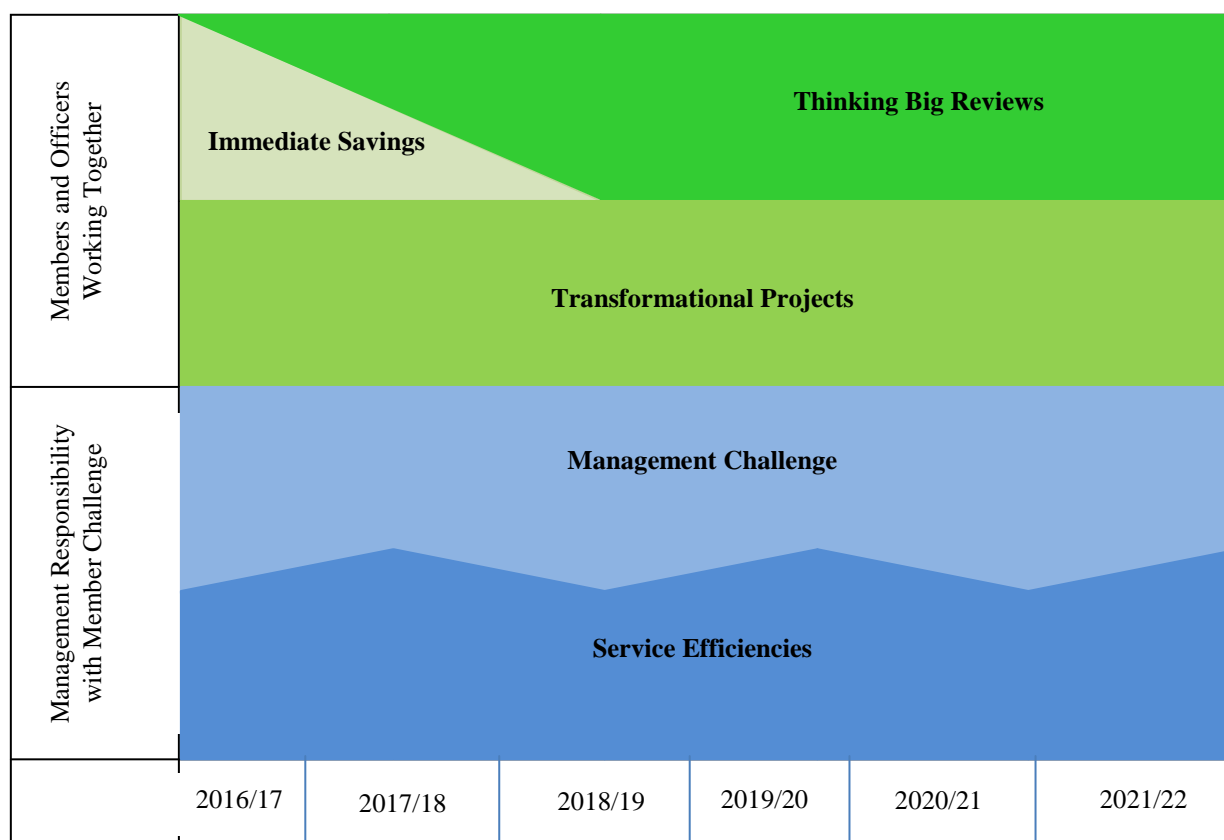 Members and Officers
Working Together
Thinking Big Reviews
Immediate Savings
Transformational Projects
Management Responsibility
with Member Challenge
Management Challenge
Service Efficiencies
2016/17
2017/18
2018/19
2019/20
2020/21
2021/22